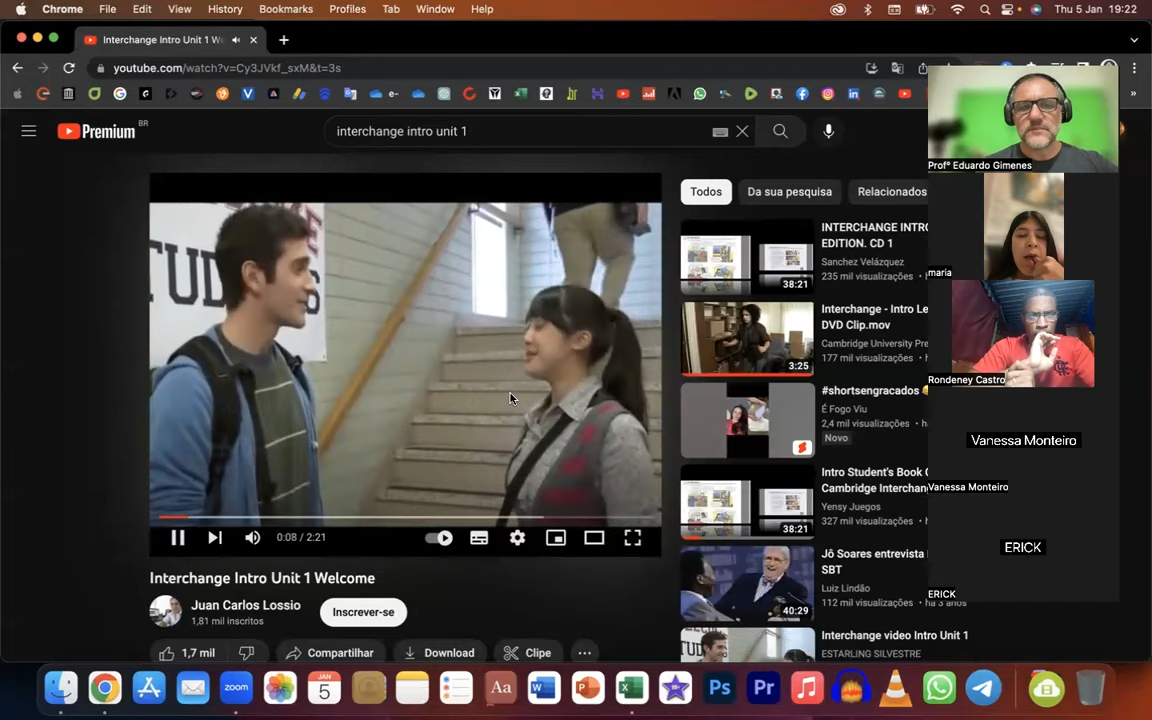 Chrome File Edit View History Bookmarks Profiles Tab Window Help Thu 5 Jan 19:22
Interchange Intro Unit 1 We
youtube.com/watch?v=Cy3JVkf_sxM&t=3s
Premium BR
interchange intro unit 1
Todos Da sua pesquisa Relacionados
INTERCHANGE INTRO
EDITION. CD 1
Sanchez Velázquez
235 mil visualizações
38:21
Interchange - Intro Le
DVD Clip.mov
Cambridge University Pre
177 mil visualizações
3:25
#shortsengracados
É Fogo Viu
2,4 mil visualizações
Novo
Intro Student's Book
Cambridge Interchan
Yensy Juegos
327 mil visualizações
38:21
Jô Soares entrevista
SBT
Luiz Lindão
112 mil visualizações • há 3 anos
40:29
Interchange video Intro Unit 1
ESTARLING SILVESTRE
0:08 / 2:21
Interchange Intro Unit 1 Welcome
Juan Carlos Lossio
1,81 mil inscritos
Inscrever-se
1,7 mil Compartilhar Download Clipe
Profº Eduardo Gimenes
maria
Rondeney Castro
Vanessa Monteiro
Vanessa Monteiro
ERICK
ERICK
JAN
5
zoom
Aa
Ps
Pr